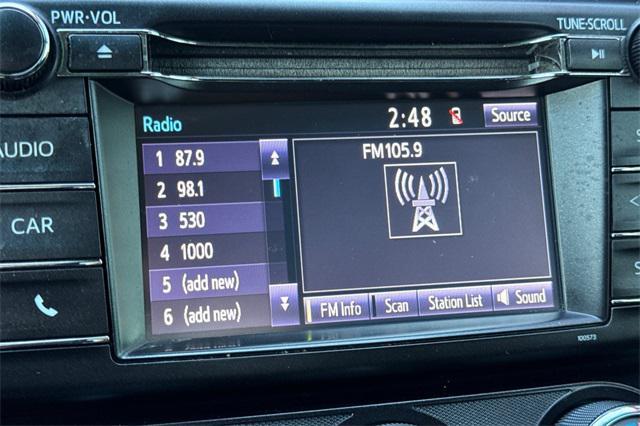 PWR·VOL
TUNE·SCROLL
AUDIO
CAR
Radio
2:48
Source
1 87.9
2 98.1
3 530
4 1000
5 (add new)
6 (add new)
FM105.9
FM Info
Scan
Station List
Sound
100573